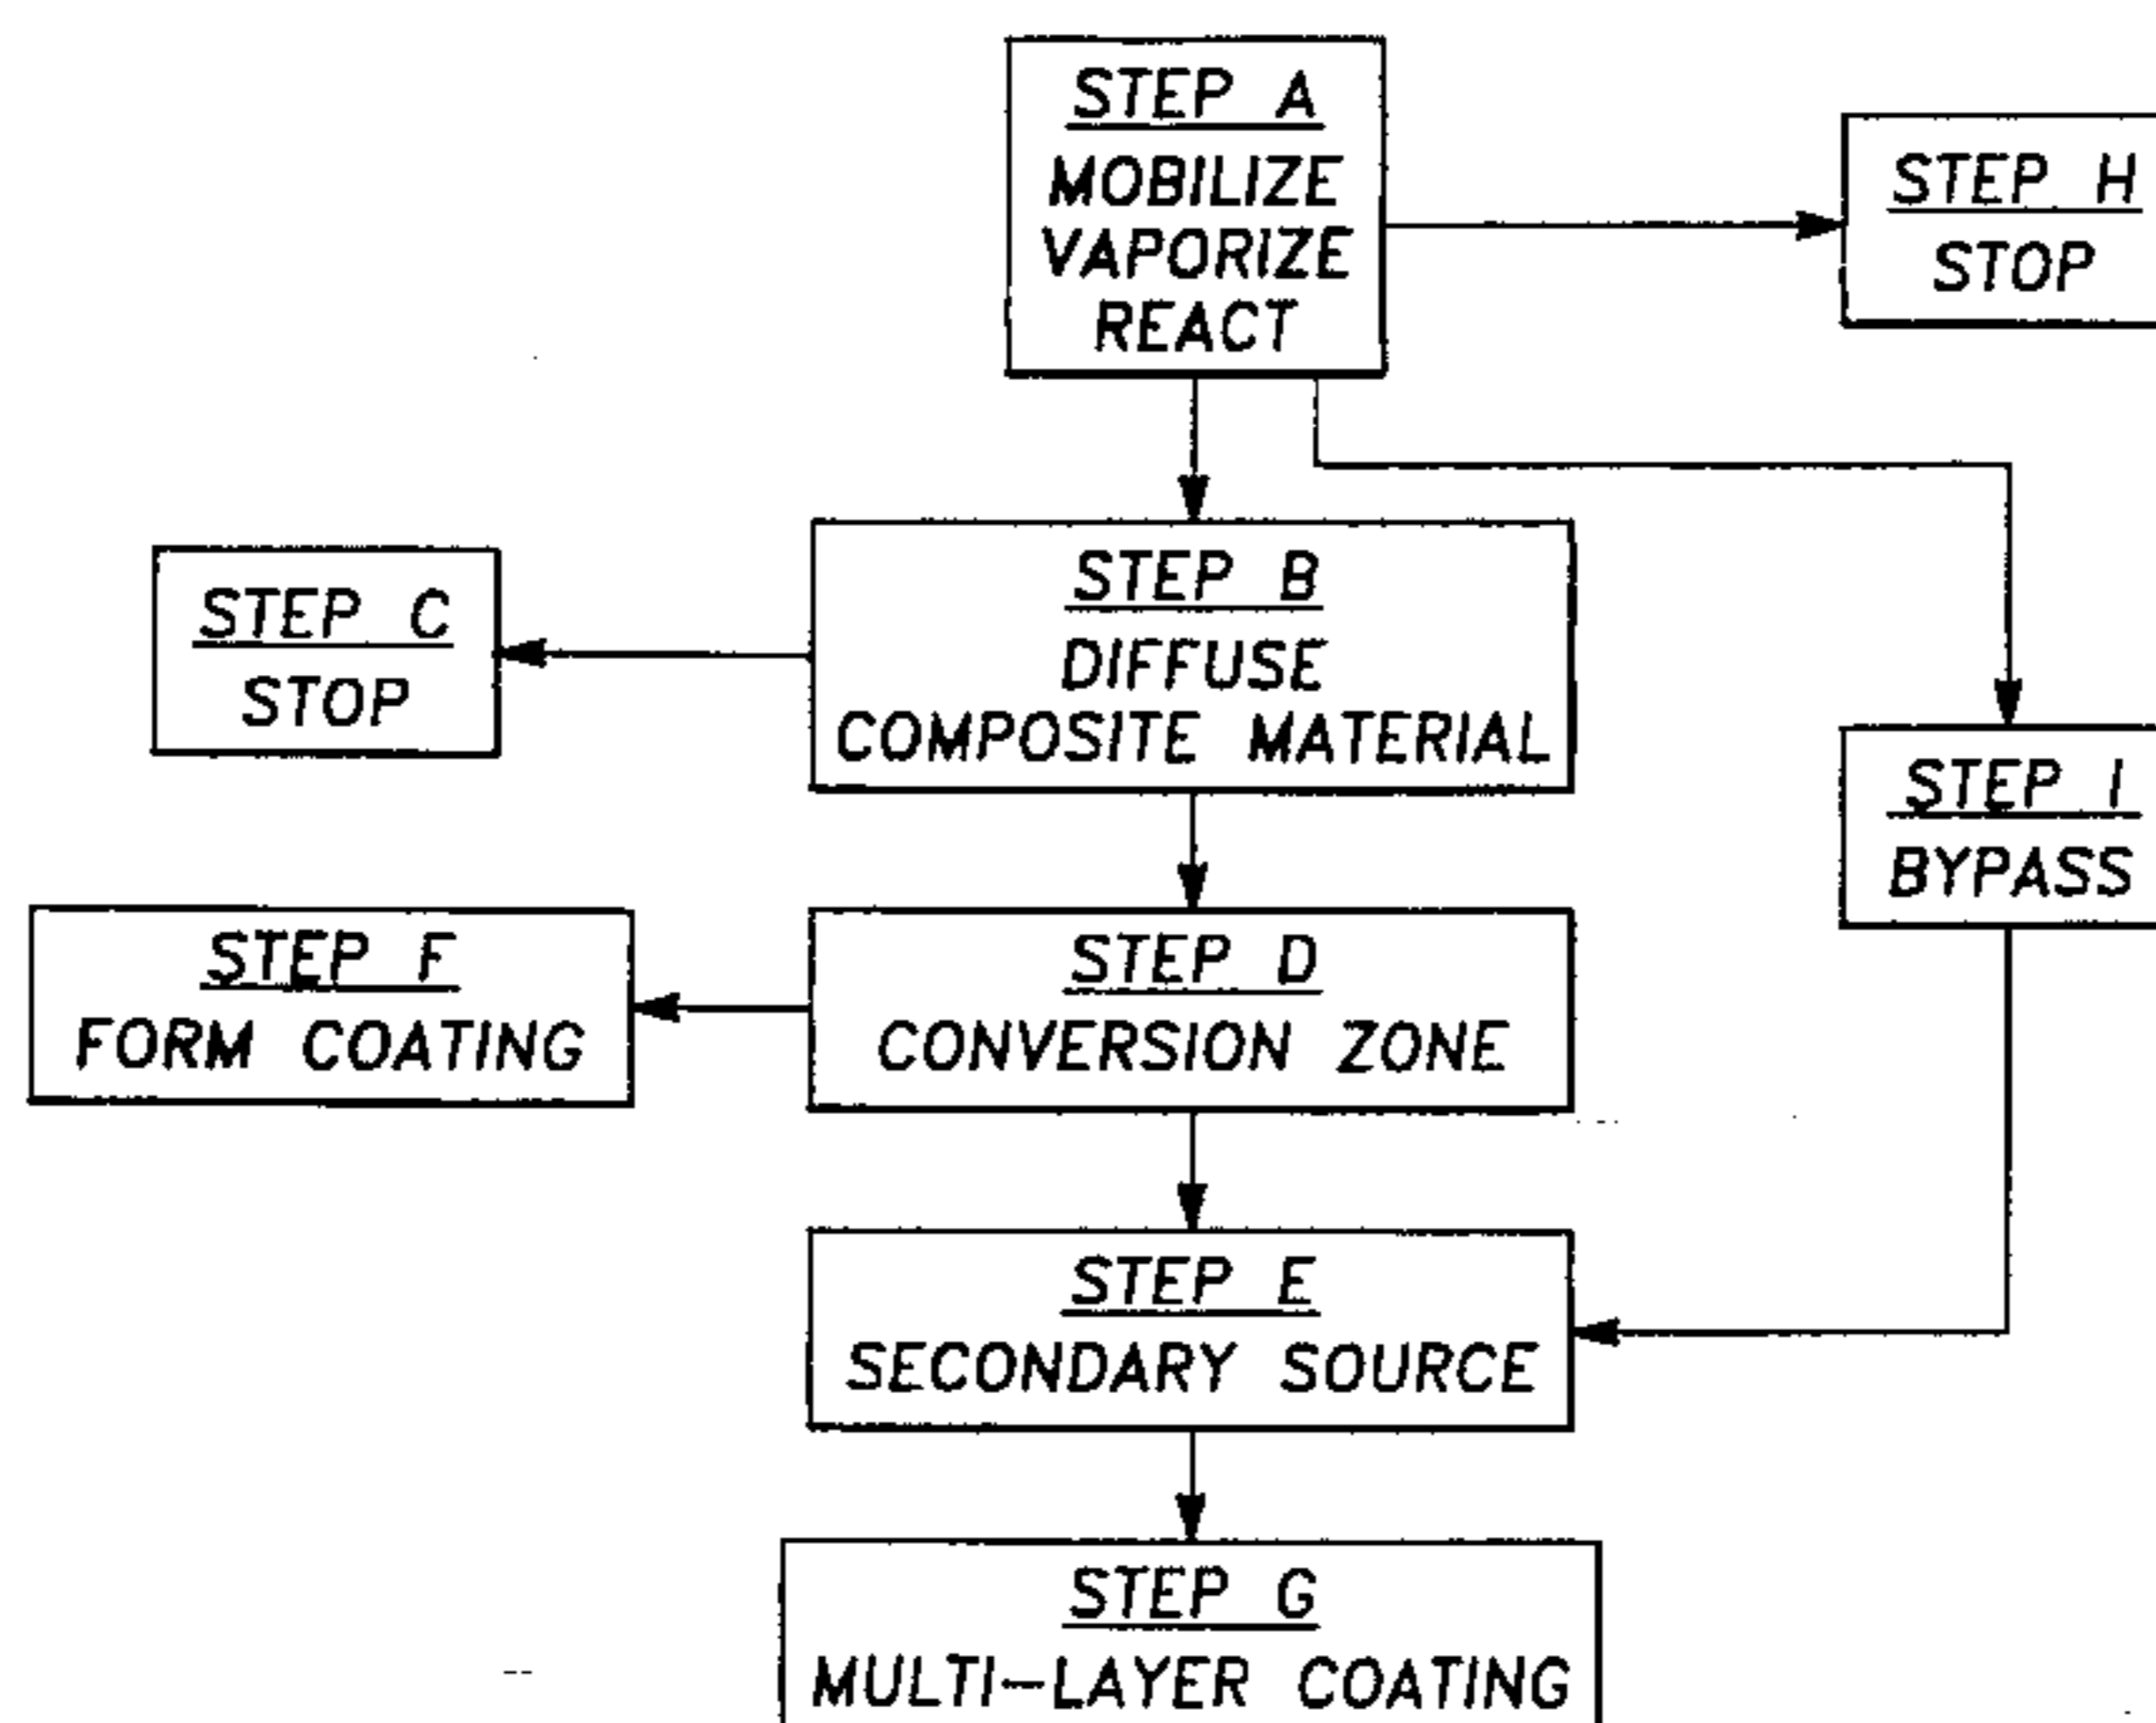 STEP A
MOBILIZE
VAPORIZE
REACT
STEP H
STOP
STEP B
DIFFUSE
COMPOSITE MATERIAL
STEP C
STOP
STEP I
BYPASS
STEP D
CONVERSION ZONE
STEP F
FORM COATING
STEP E
SECONDARY SOURCE
STEP G
MULTI-LAYER COATING